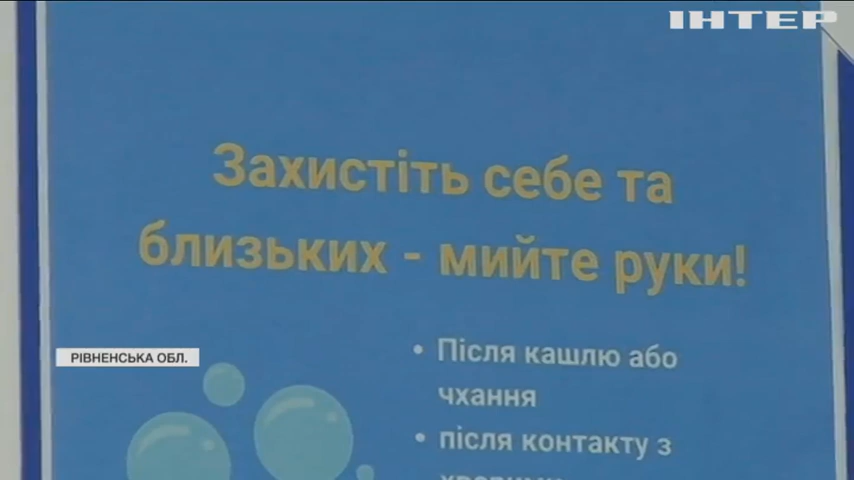 ІНТЕР
Захистіть себе та
близьких - мийте руки!
РІВНЕНСЬКА ОБЛ.
• Після кашлю або
чхання
• після контакту з